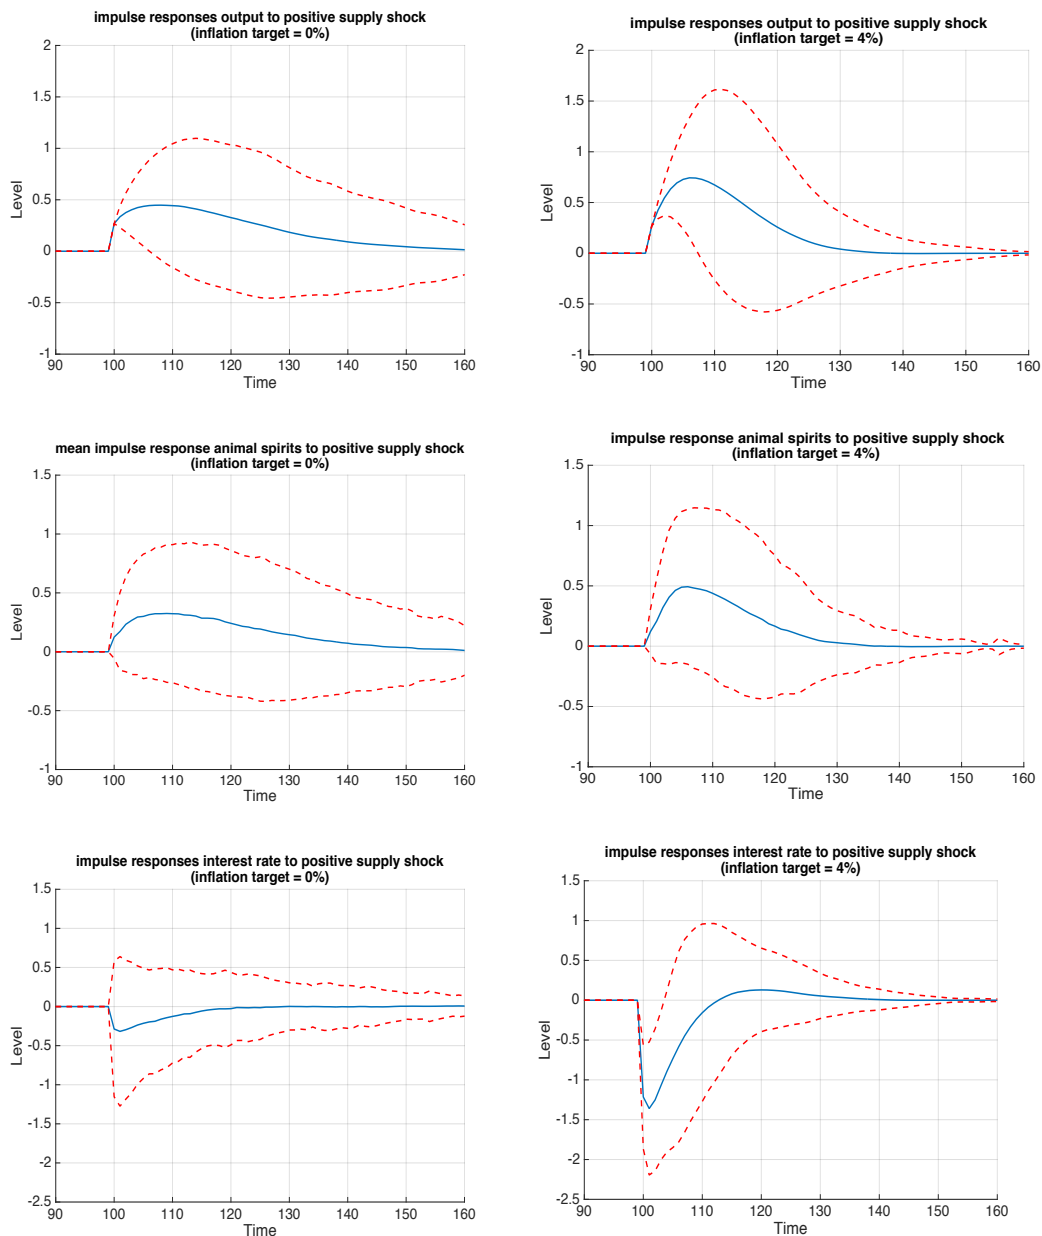 impulse responses output to positive supply shock
(inflation target = 0%)
2
1.5
1
0.5
0
-0.5
-1
Level
90 100 110 120 130 140 150 160
Time
impulse responses output to positive supply shock
(inflation target = 4%)
2
1.5
1
0.5
0
-0.5
-1
Level
90 100 110 120 130 140 150 160
Time
mean impulse response animal spirits to positive supply shock
(inflation target = 0%)
1.5
1
0.5
0
-0.5
-1
Level
90 100 110 120 130 140 150 160
Time
impulse response animal spirits to positive supply shock
(inflation target = 4%)
1.5
1
0.5
0
-0.5
-1
Level
90 100 110 120 130 140 150 160
Time
impulse responses interest rate to positive supply shock
(inflation target = 0%)
1.5
1
0.5
0
-0.5
-1
-1.5
-2
-2.5
Level
90 100 110 120 130 140 150 160
Time
impulse responses interest rate to positive supply shock
(inflation target = 4%)
1.5
1
0.5
0
-0.5
-1
-1.5
-2
-2.5
Level
90 100 110 120 130 140 150 160
Time